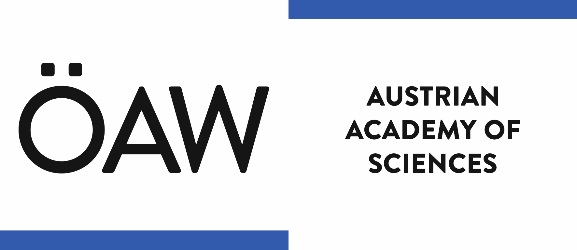 ÖAW
AUSTRIAN
ACADEMY OF
SCIENCES